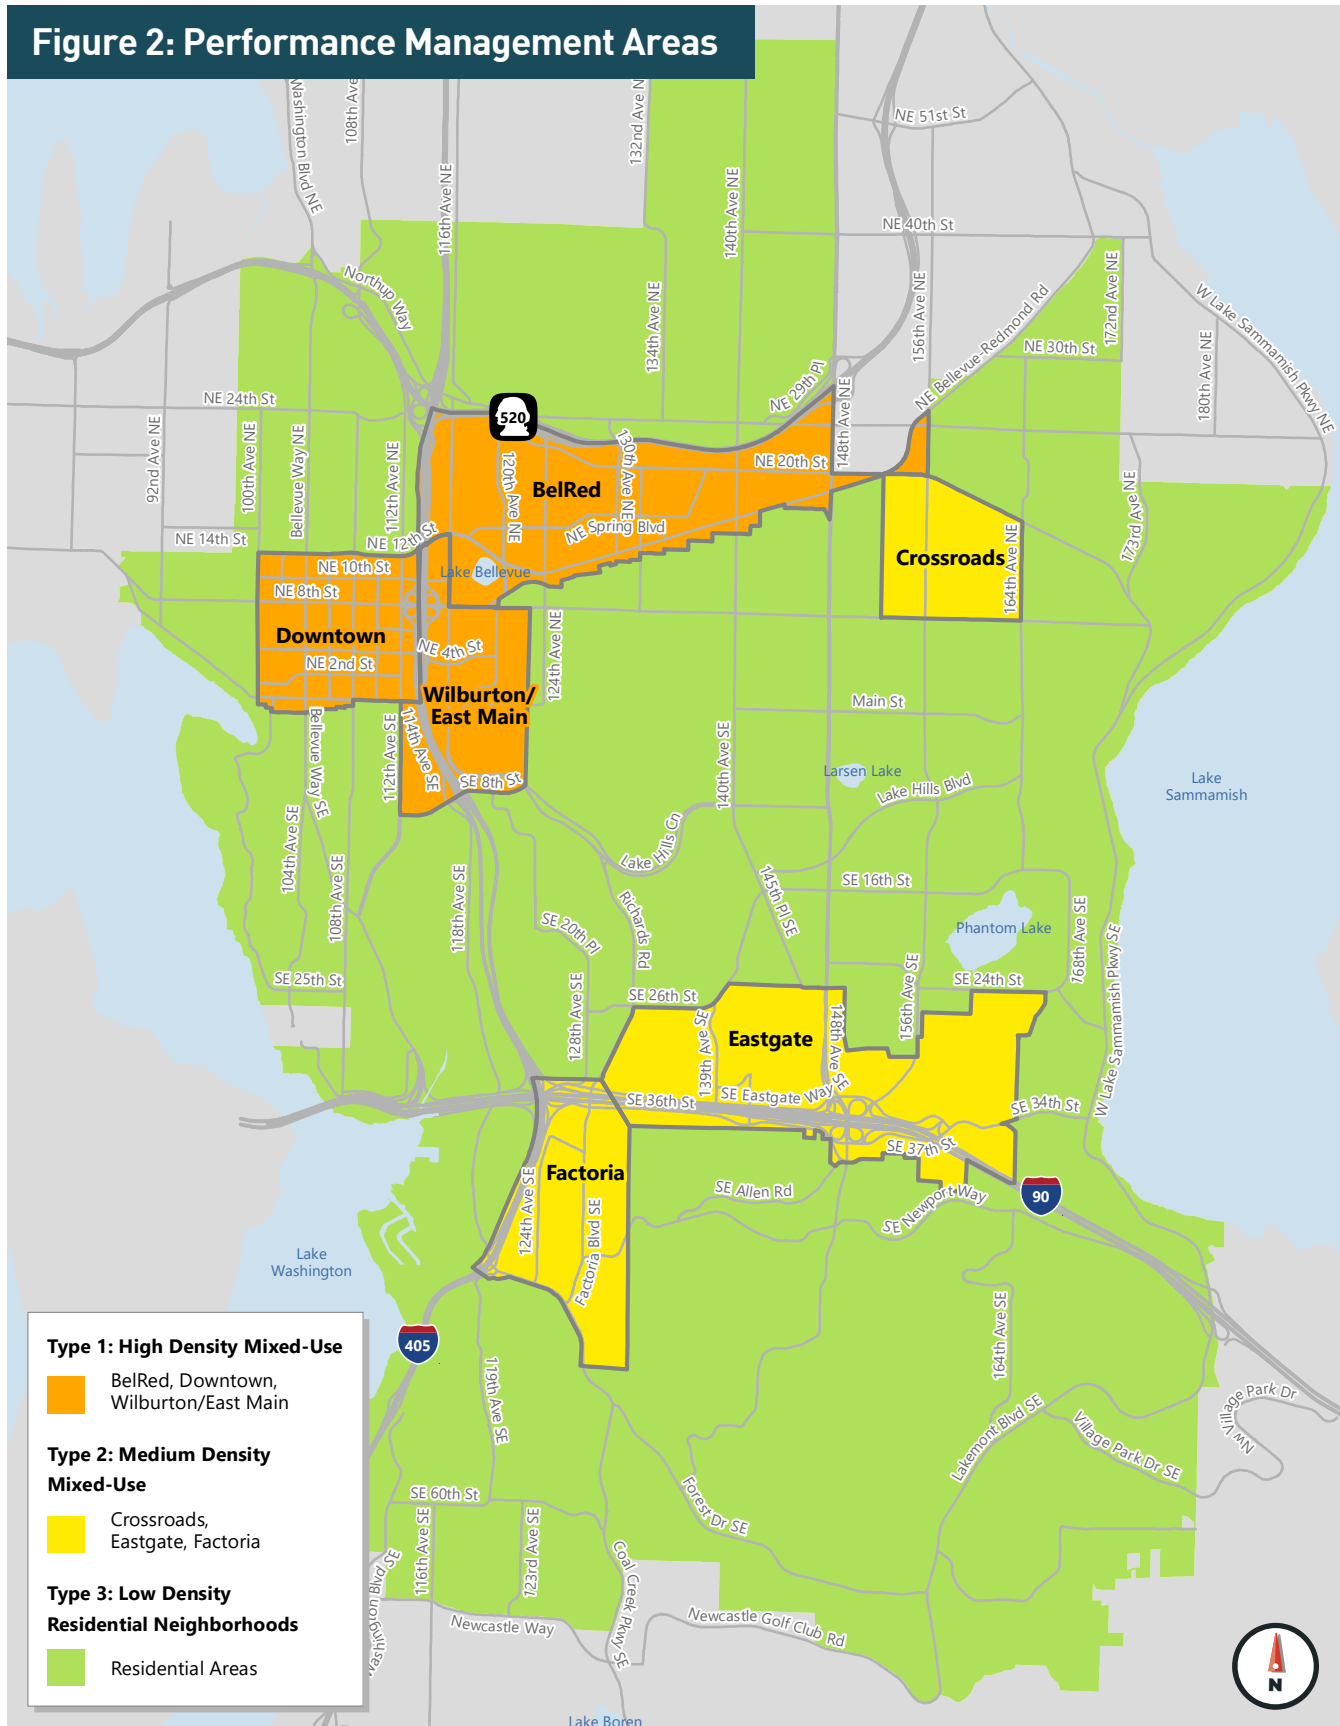 Figure 2: Performance Management Areas
Washington Blvd NE
108th Ave
116th Ave NE
132nd Ave N
140th Ave NE
NE 51st St
NE 40th St
Northup Way
134th Ave NE
156th Ave NE
172nd Ave NE
W Lake Sammamish Pkwy NE
NE Bellevue-Redmond Rd
NE 30th St
180th Ave NE
NE 29th Pl
NE 24th St
520
148th Ave NE
92nd Ave NE
100th Ave NE
Bellevue Way NE
112th Ave NE
120th Ave NE
130th Ave NE
NE 20th St
BelRed
173rd Ave NE
NE Spring Blvd
NE 14th St
NE 12th St
NE 10th St
Lake Bellevue
Crossroads
164th Ave NE
NE 8th St
Downtown
NE 4th St
124th Ave NE
NE 2nd St
Wilburton/
East Main
Main St
Bellevue Way SE
112th Ave SE
114th Ave SE
140th Ave SE
SE 8th St
Larsen Lake
Lake Hills Blvd
Lake
Sammamish
104th Ave SE
108th Ave SE
118th Ave SE
Lake Hills Cn
Richards Rd
145th Pl SE
SE 16th St
SE 20th Pl
Phantom Lake
168th Ave SE
W Lake Sammamish Pkwy SE
SE 25th St
SE 24th St
128th Ave SE
SE 26th St
156th Ave SE
139th Ave SE
Eastgate
148th Ave SE
SE 36th St
SE Eastgate Way
SE 34th St
SE 37th St
Factoria
124th Ave SE
Factoria Blvd SE
SE Allen Rd
SE Newport Way
90
Lake
Washington
405
164th Ave SE
119th Ave SE
Lakemont Blvd SE
Village Park Dr SE
NW Village Park Dr
Forest Dr SE
SE 60th St
116th Ave SE
123rd Ave SE
Coal Creek Pkwy SE
Newcastle Way
Newcastle Golf Club Rd
Lake Boren
Type 1: High Density Mixed-Use
BelRed, Downtown,
Wilburton/East Main
Type 2: Medium Density
Mixed-Use
Crossroads,
Eastgate, Factoria
Type 3: Low Density
Residential Neighborhoods
Residential Areas
N